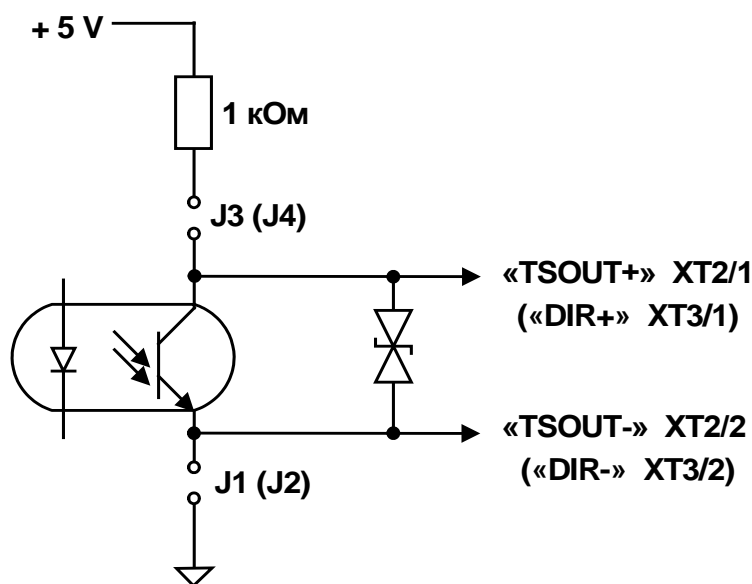 + 5 V
1 кОм
J3 (J4)
«TSOUT+» XT2/1
(«DIR+» XT3/1)
«TSOUT-» XT2/2
(«DIR-» XT3/2)
J1 (J2)